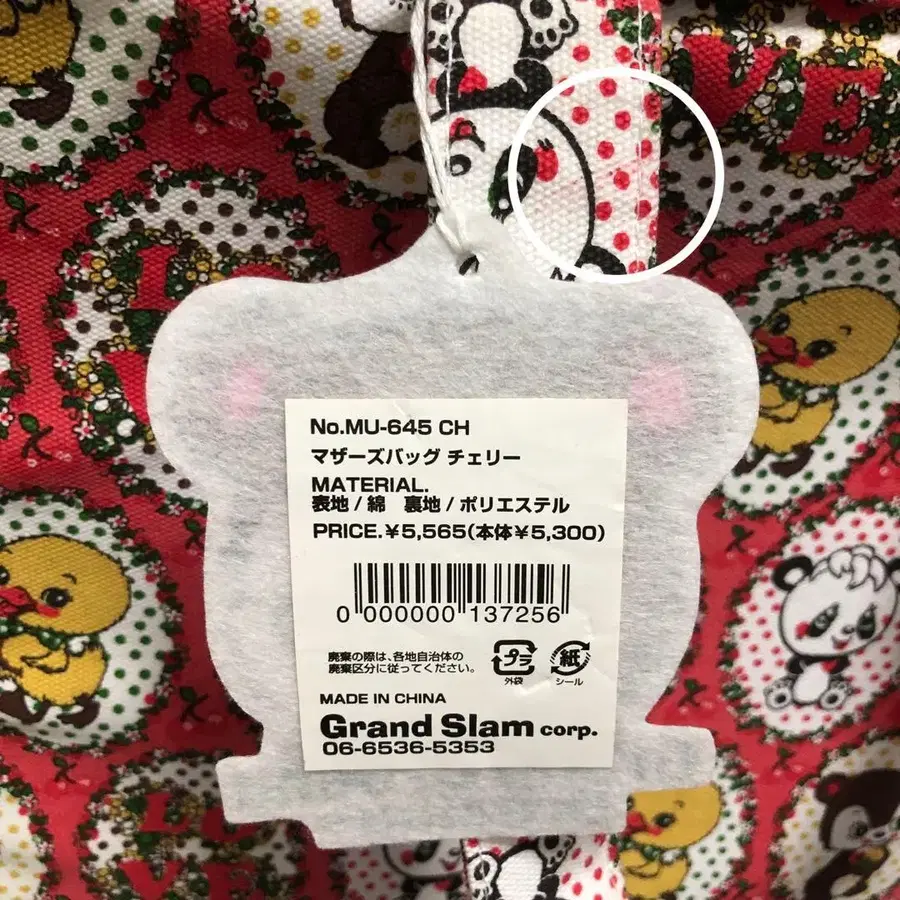 LOVE
No.MU-645 CH
マザーズバッグ チェリー
MATERIAL.
表地/綿 裏地/ポリエステル
PRICE.¥5,565(本体¥5,300)
0 000000 137256
廃棄の際は、各地自治体の
廃棄区分に従ってください。
プラ
外袋
紙
シール
MADE IN CHINA
Grand Slam corp.
06-6536-5353
LOVE